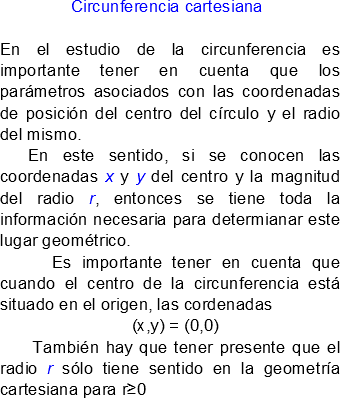 Circunferencia cartesiana
En el estudio de la circunferencia es
importante tener en cuenta que los
parámetros asociados con las coordenadas
de posición del centro del círculo y el radio
del mismo.
En este sentido, si se conocen las
coordenadas x y y del centro y la magnitud
del radio r, entonces se tiene toda la
información necesaria para determianar este
lugar geométrico.
Es importante tener en cuenta que
cuando el centro de la circunferencia está
situado en el origen, las cordenadas
(x,y) = (0,0)
También hay que tener presente que el
radio r sólo tiene sentido en la geometría
cartesiana para r≥0